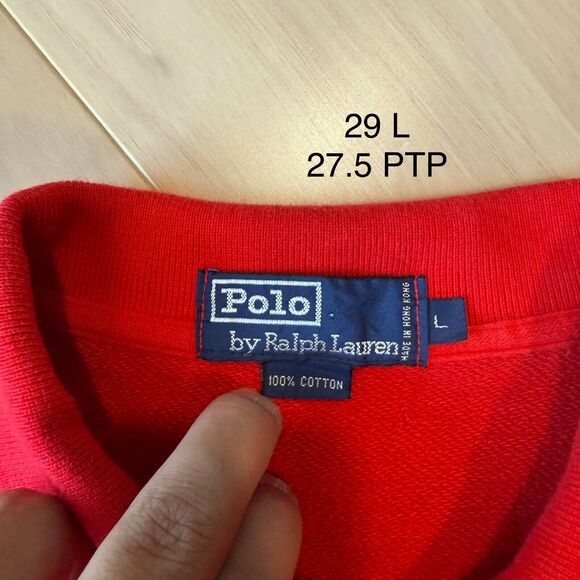 29 L
27.5 PTP
Polo
by Ralph Lauren
MADE IN HONG KONG
L
100% COTTON